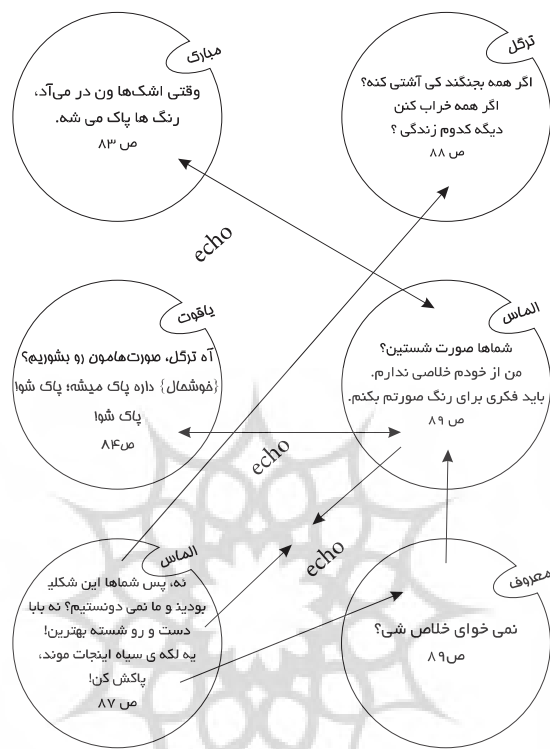 ترگل
اگر همه بجنگند کی آشتی کنه؟
اگر همه خراب کنن
دیگه کدوم زندگی ؟
ص ۸۸
مبارک
وقتی اشک‌ها ون در می‌آد،
رنگ ها پاک می شه.
ص ۸۳
echo
الماس
شماها صورت شستین؟
من از خودم خلاصی ندارم.
باید فکری برای رنگ صورتم بکنم.
ص ۸۹
یاقوت
آه ترگل، صورت‌هامون رو بشوریم؟
{خوشحال} داره پاک میشه؛ پاک شو!
پاک شو!
ص۸۴
echo
echo
معروف
نمی خوای خلاص شی؟
ص۸۹
الماس
نه، پس شماها این شکلیـ
بودینو و ما نمی دونستیم؟ نه بابا
دست و رو شسته بهترین!
یه لکه ی سیاه اینجات موند،
پاکش کن!
ص ۸۷